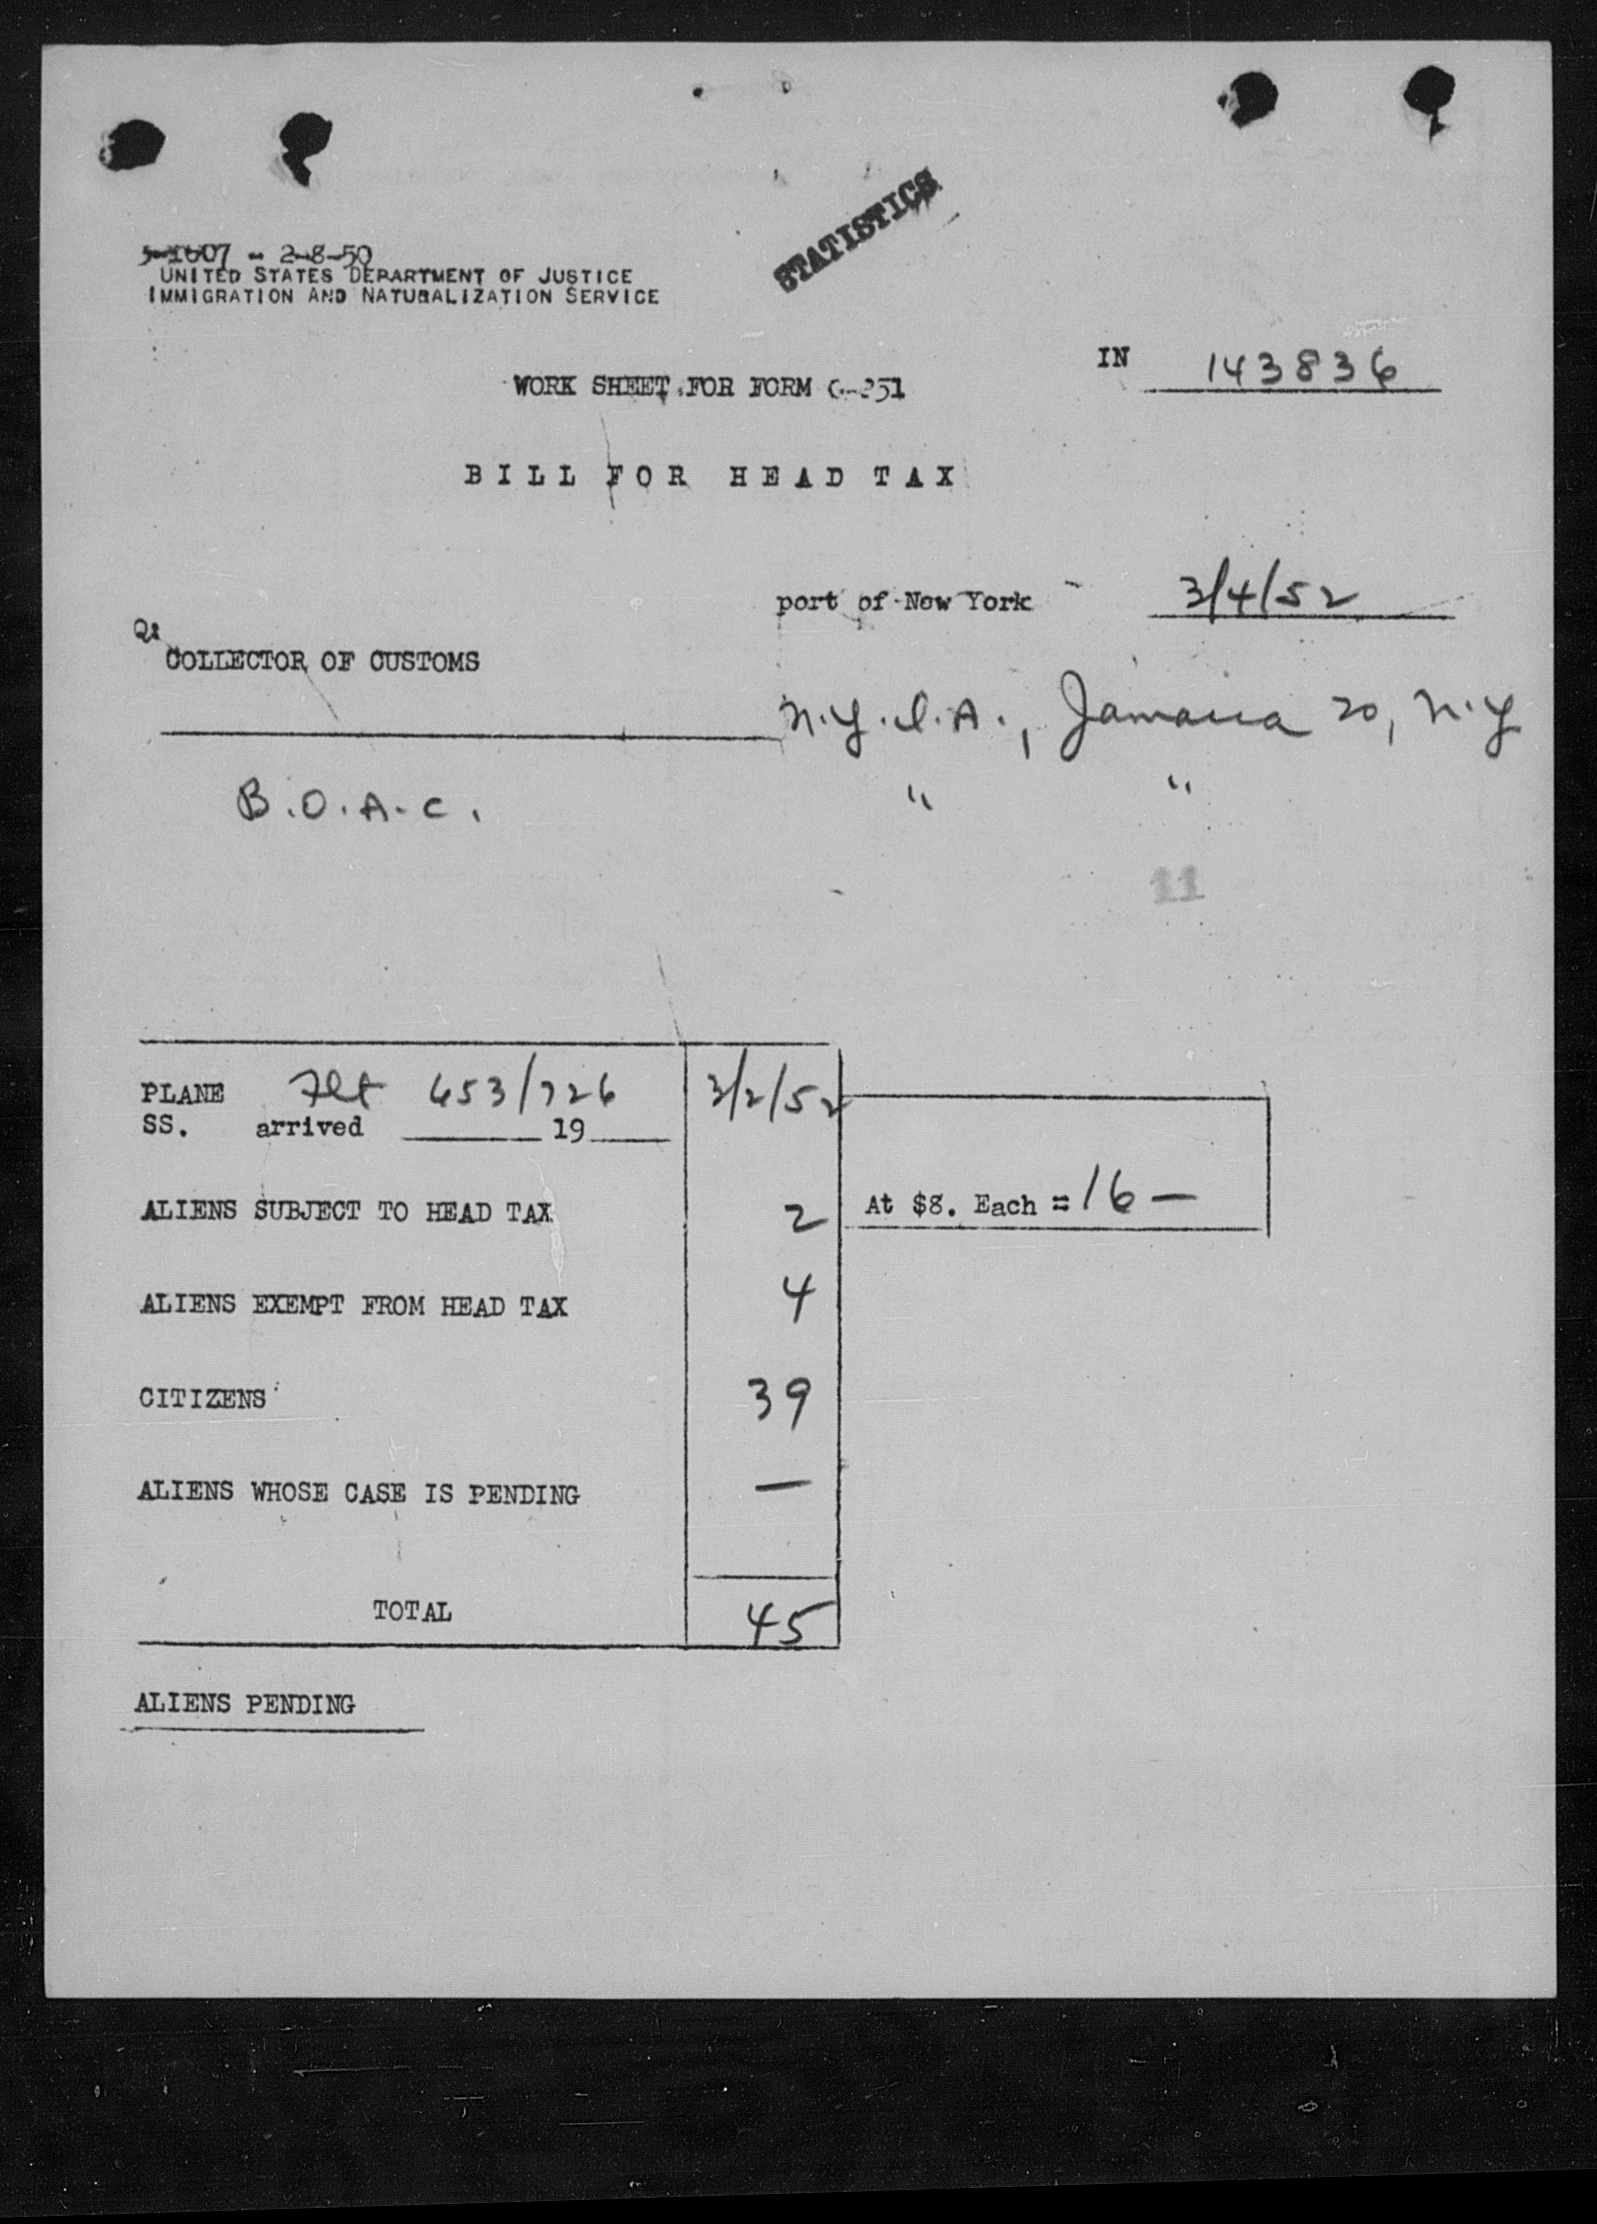 STATISTICS
5-1607 - 2-8-50
UNITED STATES DEPARTMENT OF JUSTICE
IMMIGRATION AND NATURALIZATION SERVICE
IN 143836
WORK SHEET FOR FORM G-251
BILL FOR HEAD TAX
port of New York 3/4/52
COLLECTOR OF CUSTOMS
N.Y.I.A., Jamaica 20, N.Y
B.O.A.C. " "
11
PLANE Flt 653/726 3/2/52
SS. arrived 19
ALIENS SUBJECT TO HEAD TAX 2 At $8. Each = 16 —
ALIENS EXEMPT FROM HEAD TAX 4
CITIZENS 39
ALIENS WHOSE CASE IS PENDING —
TOTAL 45
ALIENS PENDING